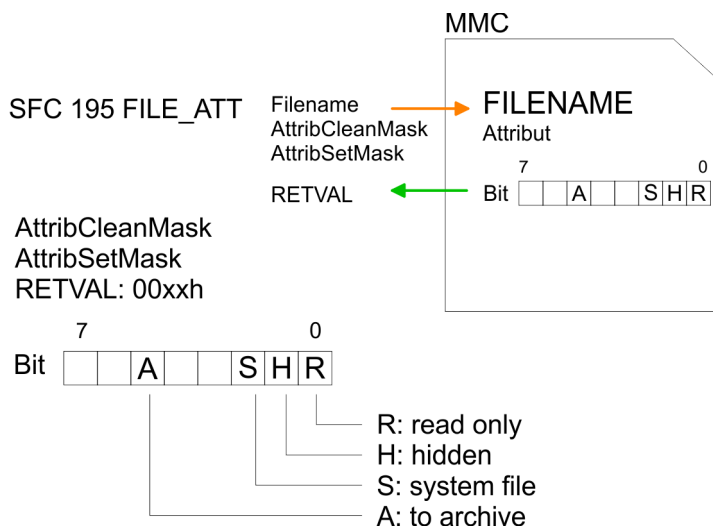 MMC
SFC 195 FILE_ATT
Filename
AttribCleanMask
AttribSetMask
RETVAL
FILENAME
Attribut
7 0
Bit A S H R
AttribCleanMask
AttribSetMask
RETVAL: 00xxh
7 0
Bit A S H R
R: read only
H: hidden
S: system file
A: to archive